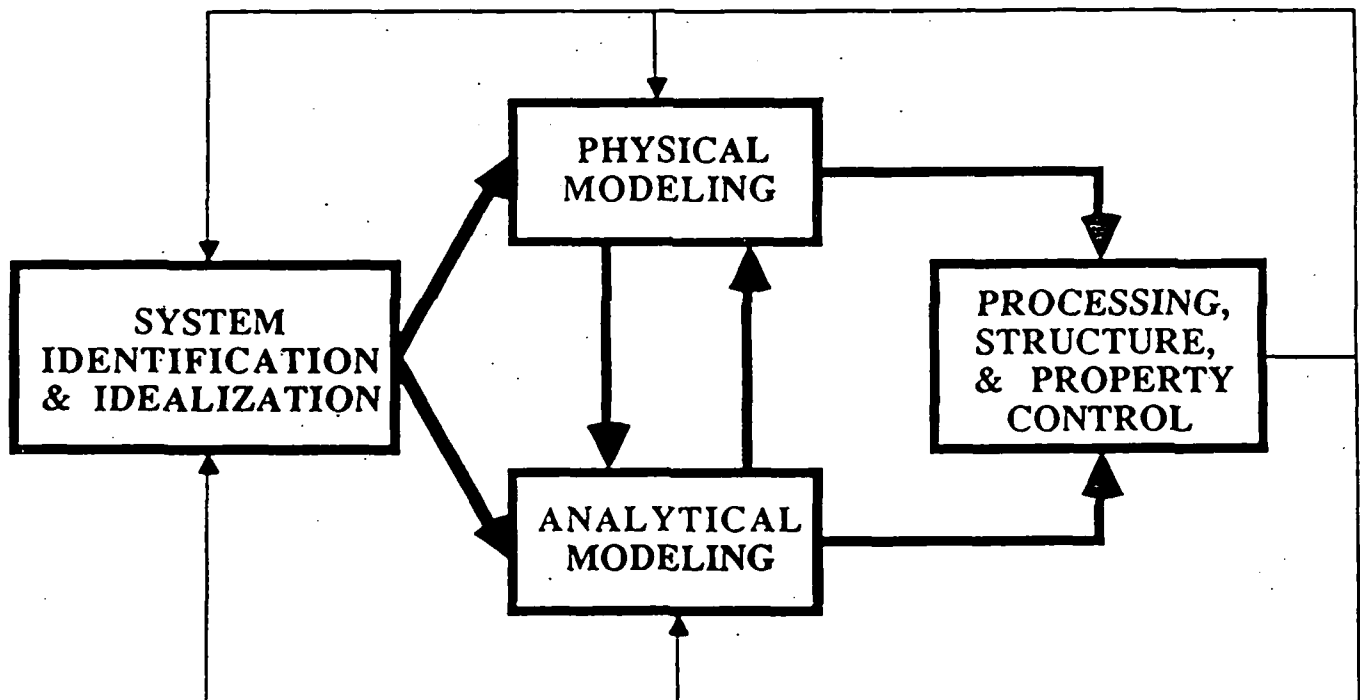 PHYSICAL
MODELING
SYSTEM
IDENTIFICATION
& IDEALIZATION
PROCESSING,
STRUCTURE,
& PROPERTY
CONTROL
ANALYTICAL
MODELING